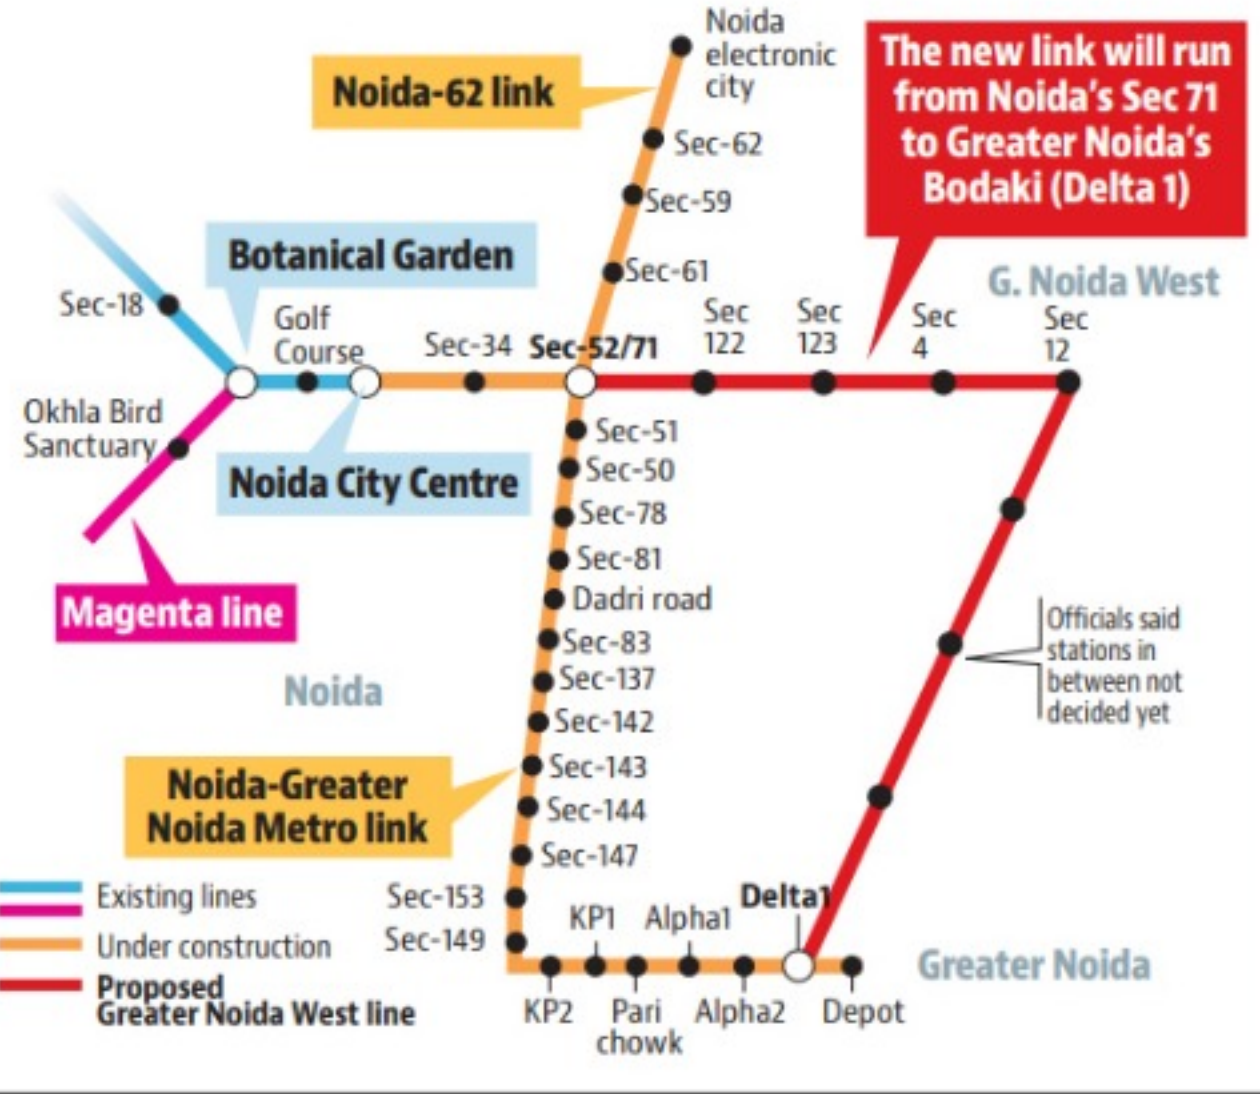 Noida
electronic
city
Noida-62 link
The new link will run
from Noida's Sec 71
to Greater Noida's
Bodaki (Delta 1)
Sec-62
Sec-59
Botanical Garden
Sec-61
G. Noida West
Sec-18
Golf
Course
Sec-34
Sec-52/71
Sec
122
Sec
123
Sec
4
Sec
12
Okhla Bird
Sanctuary
Noida City Centre
Sec-51
Sec-50
Sec-78
Sec-81
Dadri road
Magenta line
Sec-83
Officials said
stations in
between not
decided yet
Noida
Sec-137
Sec-142
Sec-143
Noida-Greater
Noida Metro link
Sec-144
Sec-147
Existing lines
Sec-153
KP1
Alpha1
Delta1
Under construction
Sec-149
Greater Noida
Proposed
Greater Noida West line
KP2
Pari
chowk
Alpha2
Depot